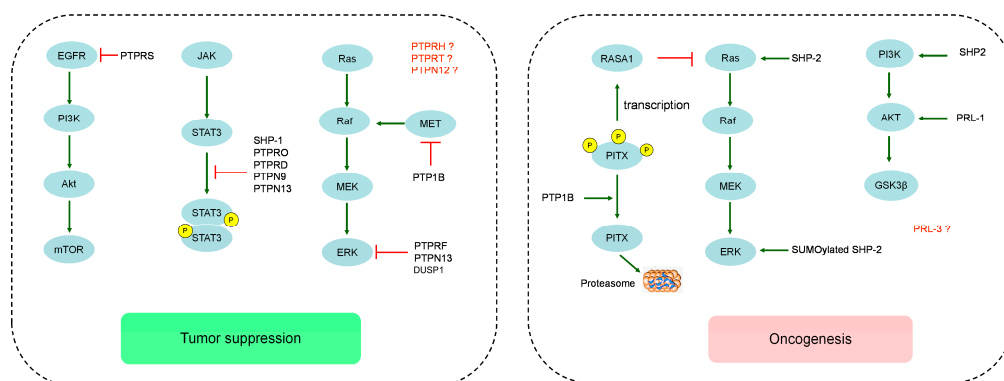 EGFR
PTPRS
PI3K
Akt
mTOR
JAK
STAT3
SHP-1
PTPRO
PTPRD
PTPN9
PTPN13
STAT3
P
P
STAT3
Ras
PTPRH ?
PTPRT ?
PTPN12 ?
Raf
MET
PTP1B
MEK
ERK
PTPRF
PTPN13
DUSP1
Tumor suppression
RASA1
transcription
P
P
P
PITX
PTP1B
PITX
Proteasome
Ras
SHP-2
Raf
MEK
ERK
SUMOylated SHP-2
PI3K
SHP2
AKT
PRL-1
GSK3β
PRL-3 ?
Oncogenesis